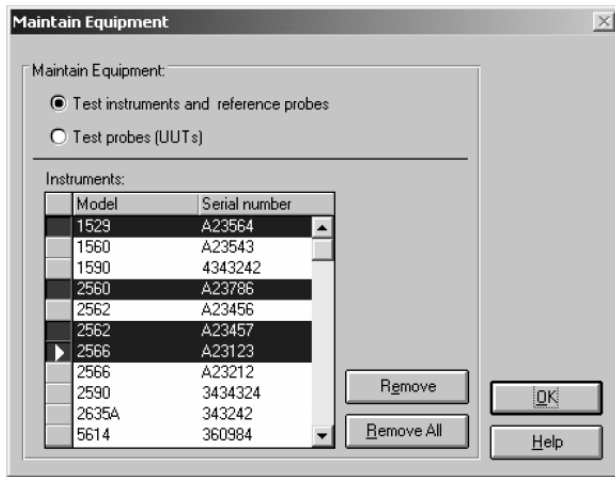 Maintain Equipment
Maintain Equipment:
Test instruments and reference probes
Test probes (UUTs)
Instruments:
Model Serial number
1529 A23564
1560 A23543
1590 4343242
2560 A23786
2562 A23456
2562 A23457
2566 A23123
2566 A23212
2590 3434324
2635A 343242
5614 360984
Remove
Remove All
OK
Help